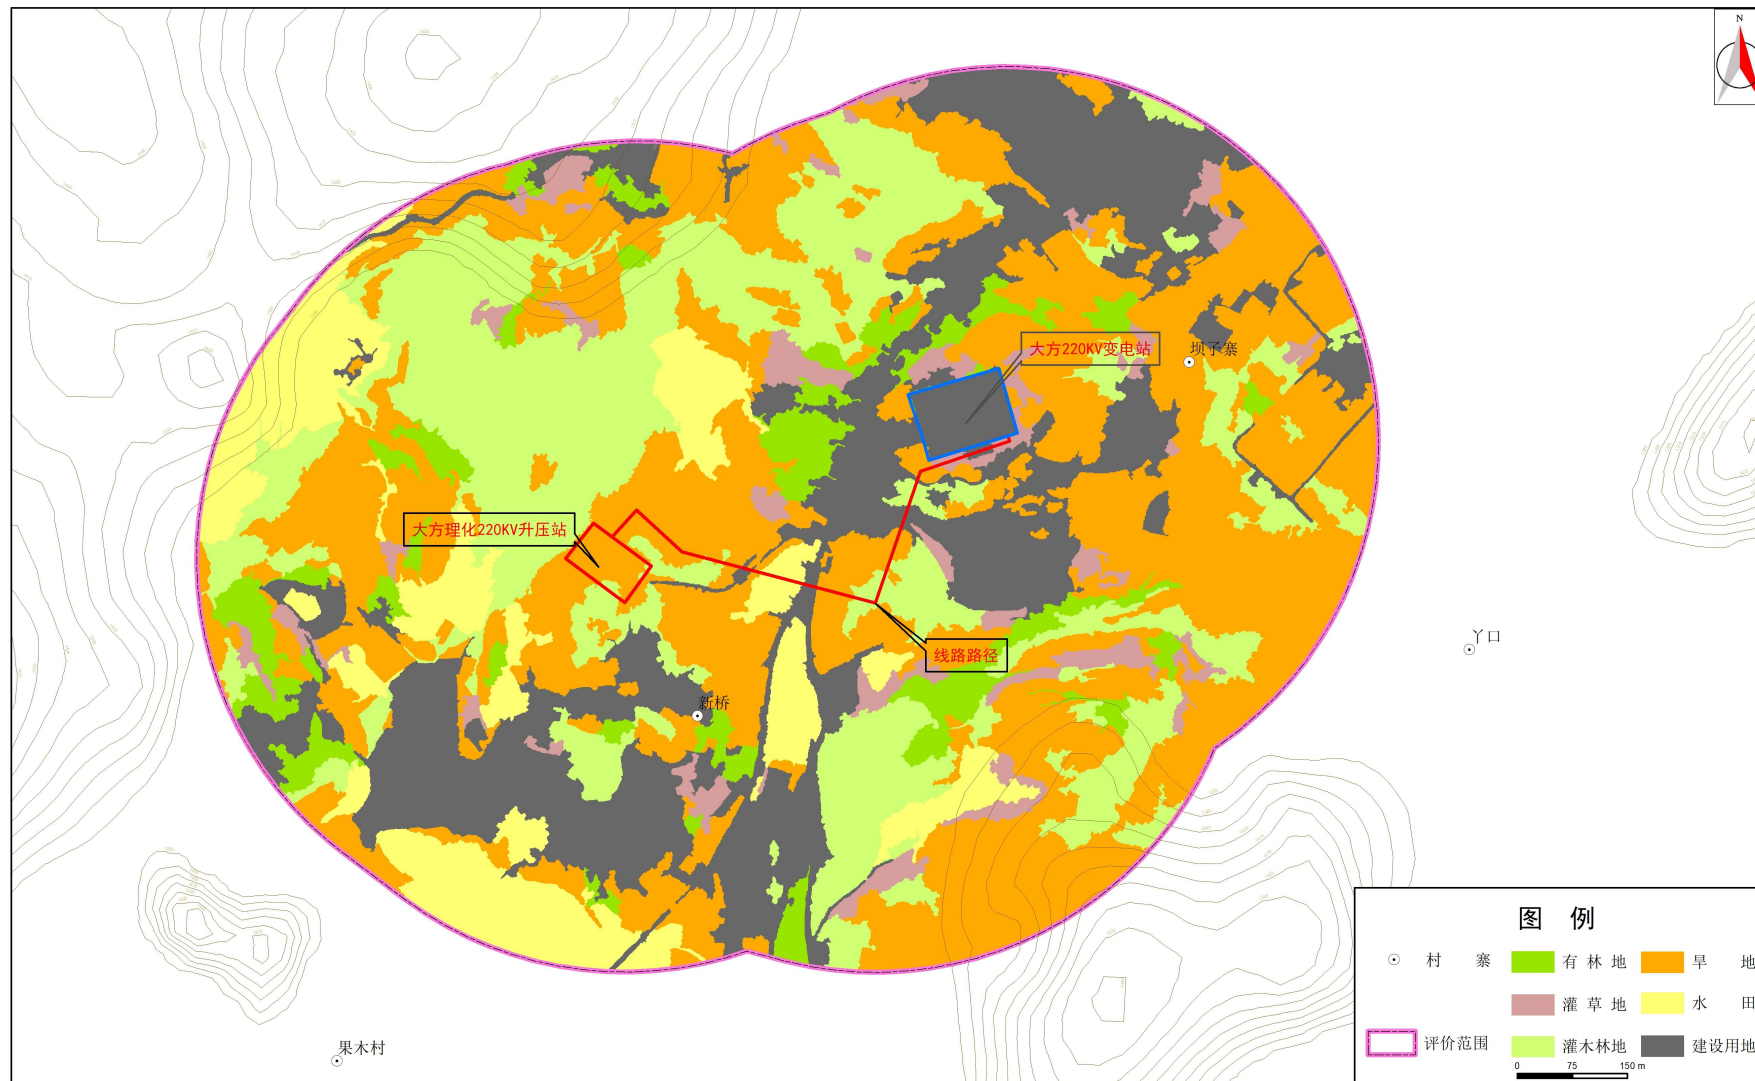 N
大方220KV变电站
坝子寨
大方理化220KV升压站
丫口
线路路径
新桥
果木村
图 例
村 寨
有 林 地
旱 地
灌 草 地
水 田
评价范围
灌木林地
建设用地
0 75 150 m